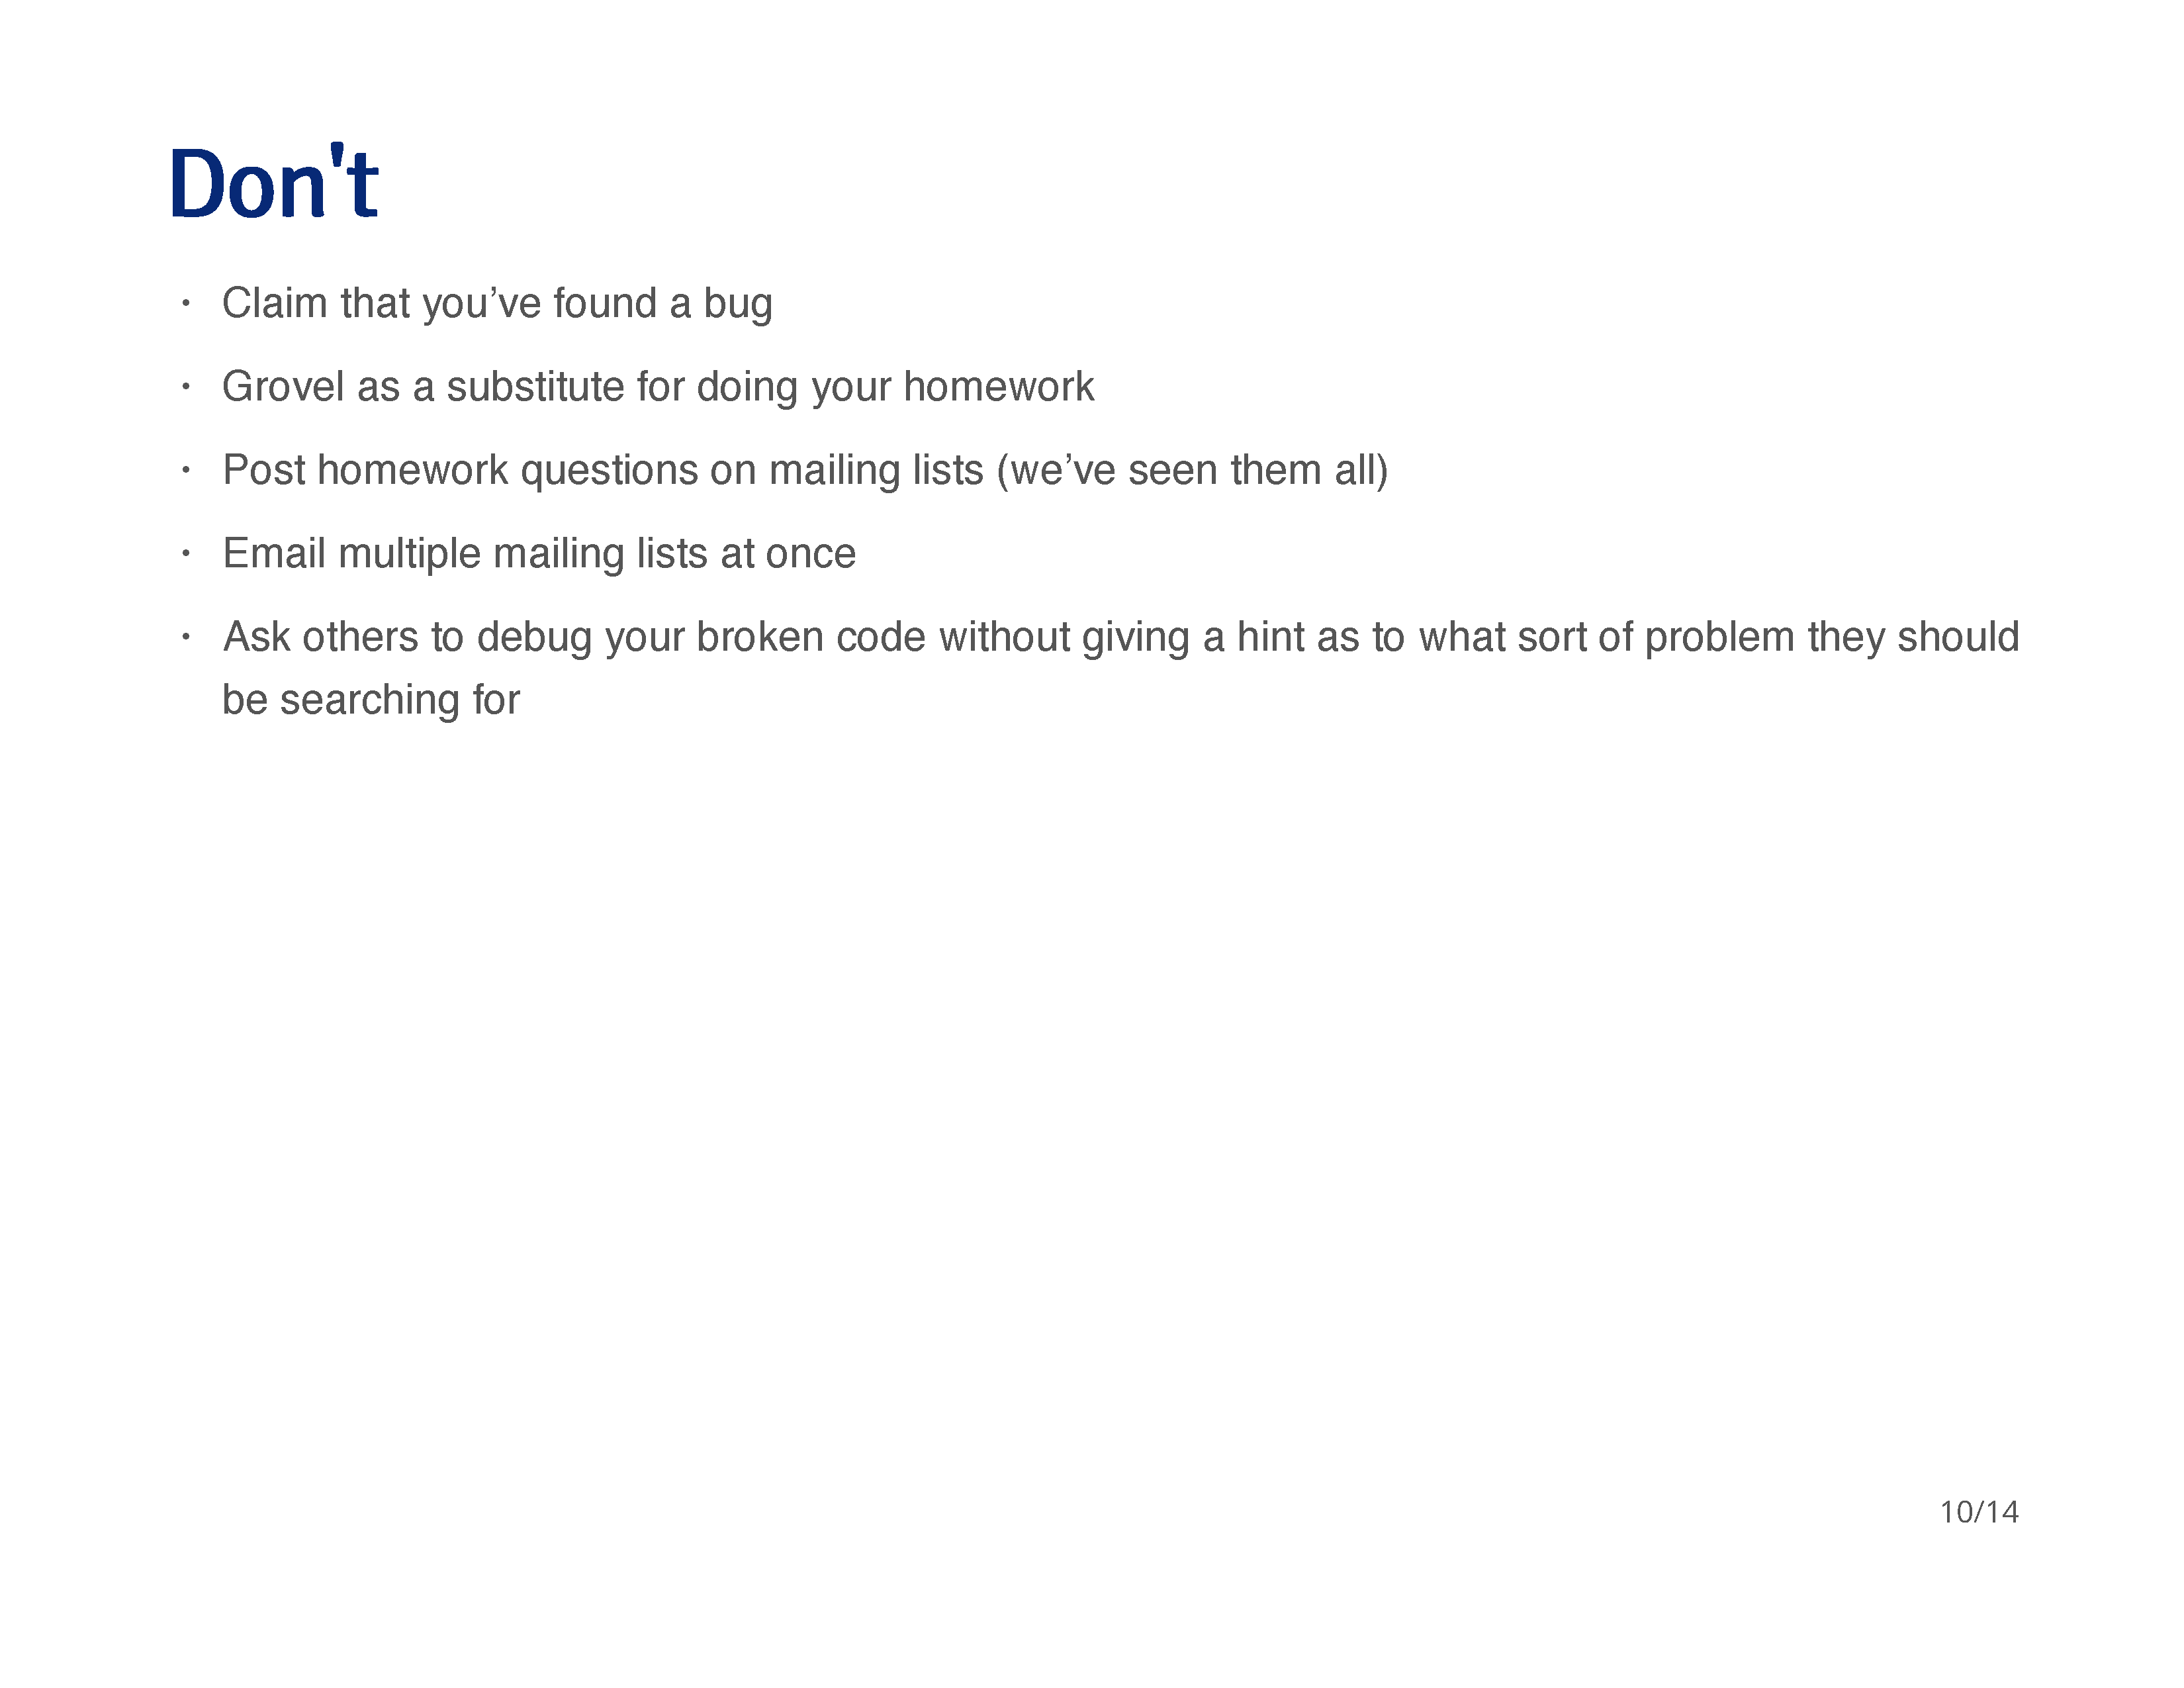 Don't
• Claim that you’ve found a bug
• Grovel as a substitute for doing your homework
• Post homework questions on mailing lists (we’ve seen them all)
• Email multiple mailing lists at once
• Ask others to debug your broken code without giving a hint as to what sort of problem they should
be searching for
10/14